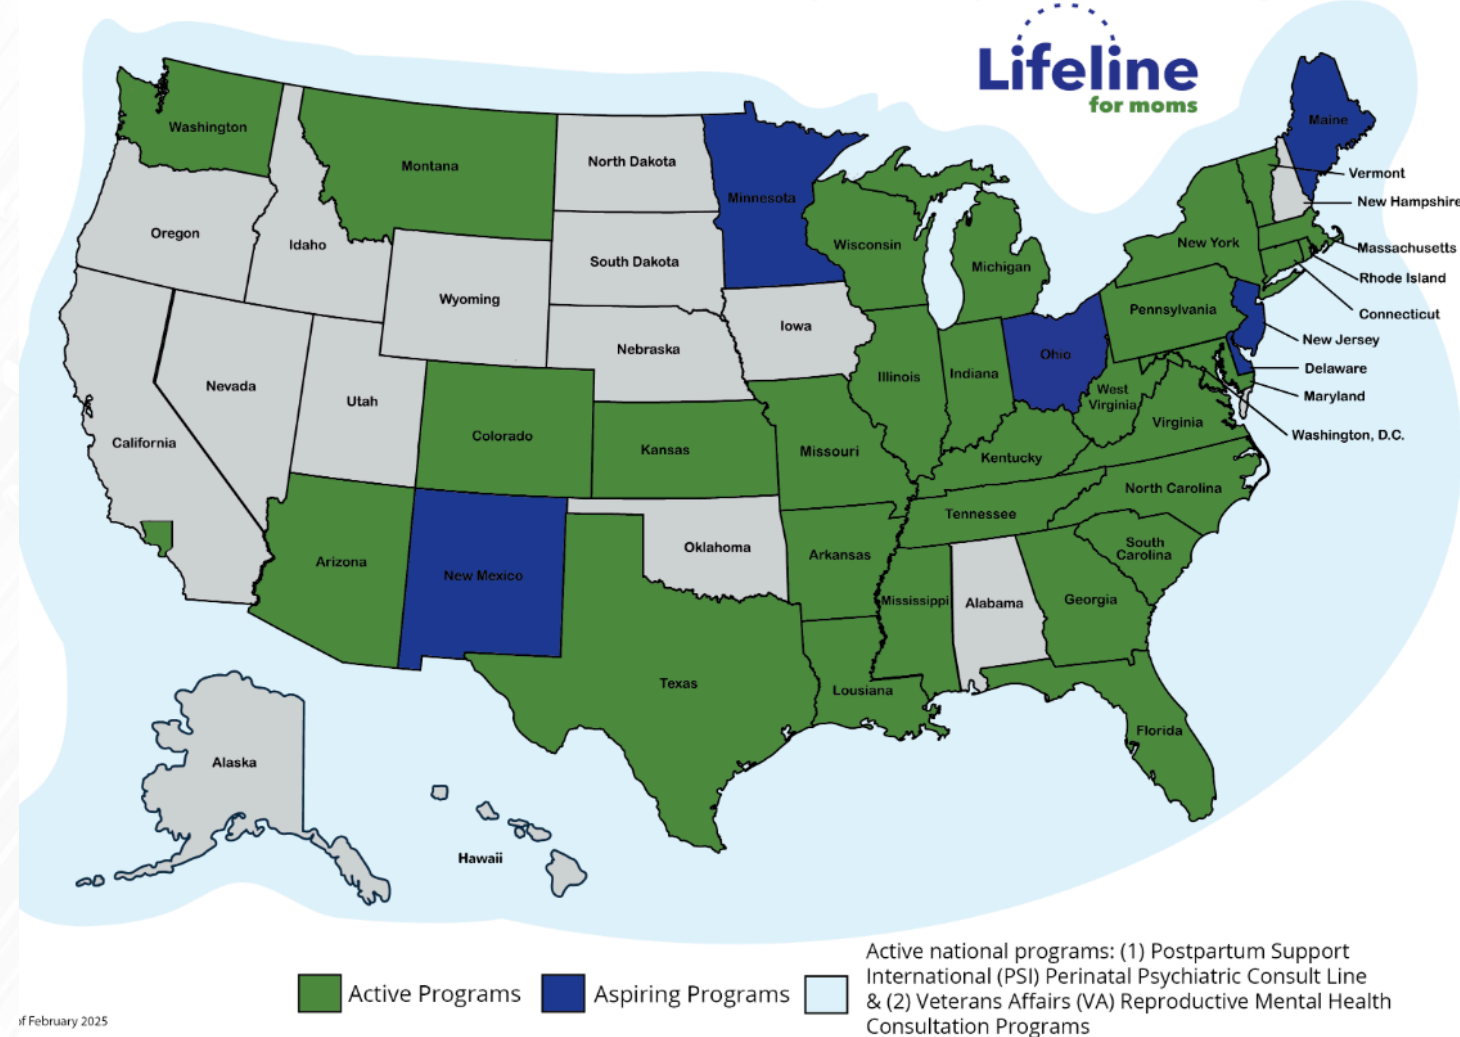 Lifeline
for moms
Washington
Montana
North Dakota
Minnesota
Maine
Vermont
New Hampshire
Oregon
Idaho
South Dakota
Wisconsin
Michigan
New York
Massachusetts
Rhode Island
Connecticut
Wyoming
Iowa
Pennsylvania
New Jersey
Nebraska
Ohio
Delaware
Nevada
Utah
Illinois
Indiana
West
Virginia
Maryland
California
Colorado
Kansas
Missouri
Kentucky
Virginia
Washington, D.C.
North Carolina
Tennessee
Arizona
New Mexico
Oklahoma
Arkansas
South
Carolina
Mississippi
Alabama
Georgia
Texas
Lousiana
Florida
Alaska
Hawaii
Active Programs
Aspiring Programs
Active national programs: (1) Postpartum Support
International (PSI) Perinatal Psychiatric Consult Line
& (2) Veterans Affairs (VA) Reproductive Mental Health
Consultation Programs
of February 2025